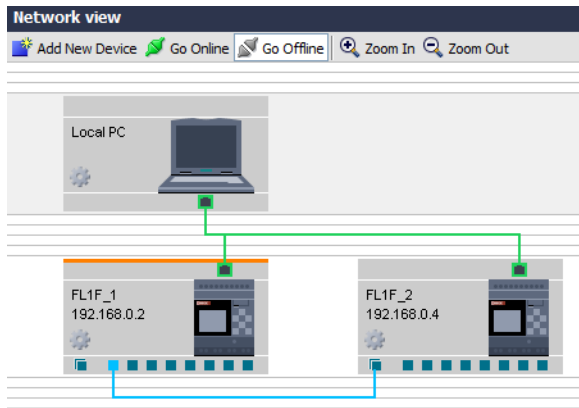 Network view
Add New Device Go Online Go Offline Zoom In Zoom Out
Local PC
FL1F_1
192.168.0.2
FL1F_2
192.168.0.4